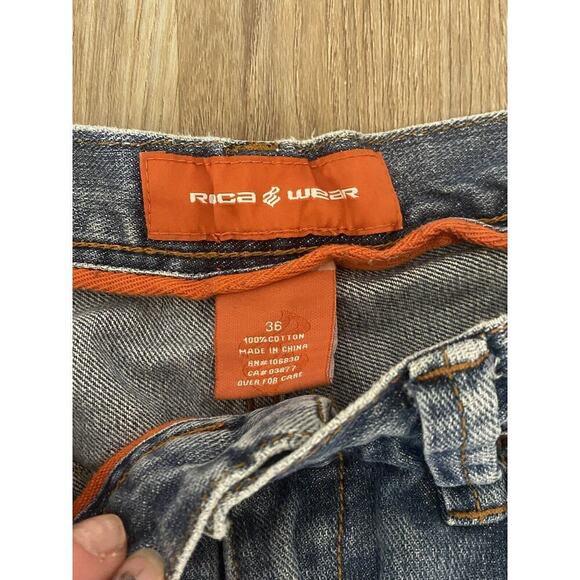 ROCA WEAR
36
100% COTTON
MADE IN CHINA
RN# 106830
CA# 03877
OVER FOR CARE